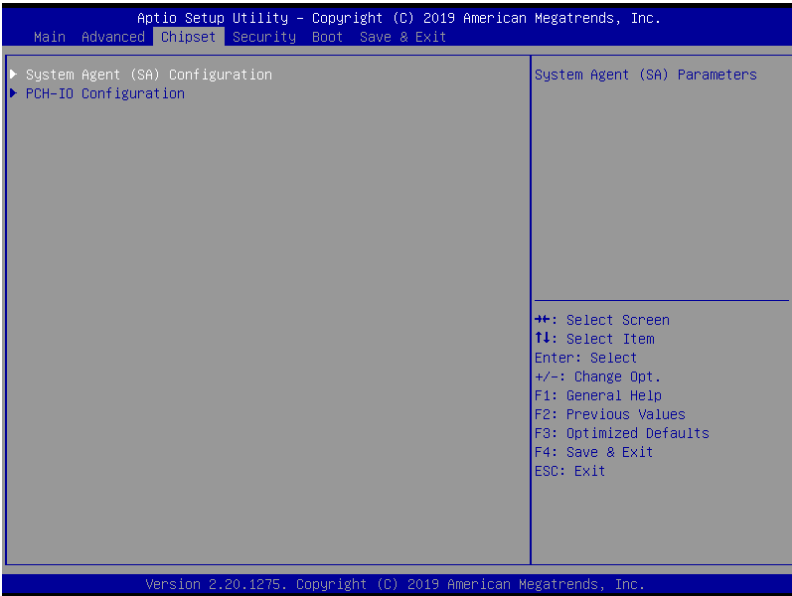 Aptio Setup Utility – Copyright (C) 2019 American Megatrends, Inc.
Main Advanced Chipset Security Boot Save & Exit
System Agent (SA) Configuration
PCH-IO Configuration
System Agent (SA) Parameters
→←: Select Screen
↑↓: Select Item
Enter: Select
+/-: Change Opt.
F1: General Help
F2: Previous Values
F3: Optimized Defaults
F4: Save & Exit
ESC: Exit
Version 2.20.1275. Copyright (C) 2019 American Megatrends, Inc.